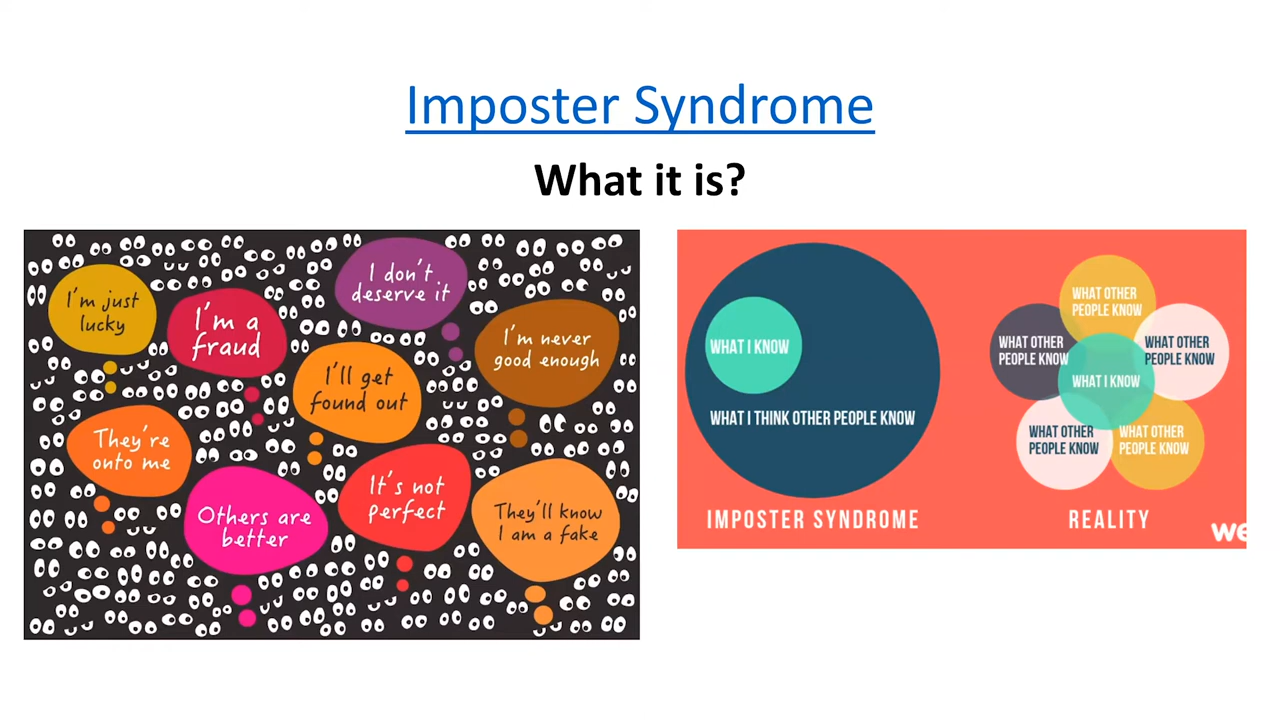 Imposter Syndrome
What it is?
I'm just
lucky
I'm a
fraud
I don't
deserve it
I'm never
good enough
I'll get
found out
They're
onto me
Others are
better
It's not
perfect
They'll know
I am a fake
WHAT I KNOW
WHAT I THINK OTHER PEOPLE KNOW
IMPOSTER SYNDROME
WHAT OTHER
PEOPLE KNOW
WHAT OTHER
PEOPLE KNOW
WHAT OTHER
PEOPLE KNOW
WHAT I KNOW
WHAT OTHER
PEOPLE KNOW
WHAT OTHER
PEOPLE KNOW
REALITY
we